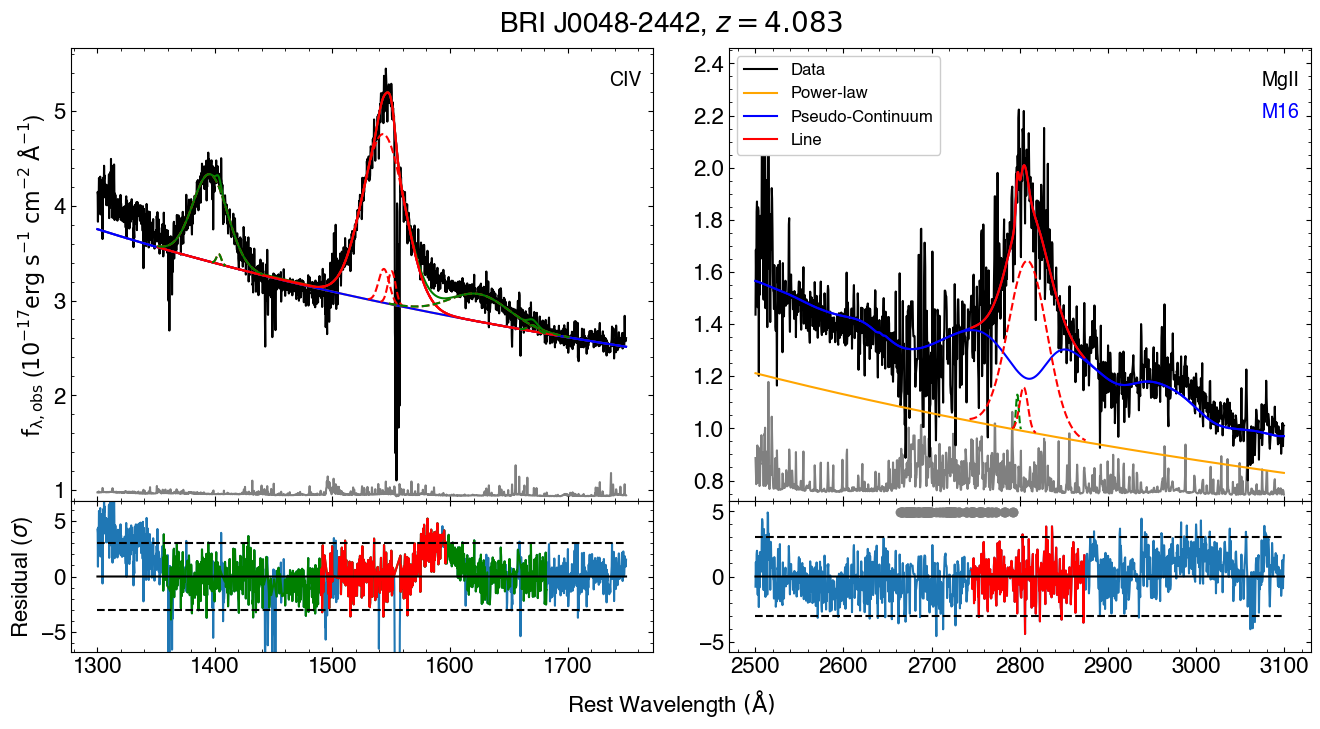 BRI J0048-2442, z = 4.083
CIV
f_λ,obs (10⁻¹⁷erg s⁻¹ cm⁻² Å⁻¹)
5
4
3
2
1
Data
Power-law
Pseudo-Continuum
Line
MgII
M16
2.4
2.2
2.0
1.8
1.6
1.4
1.2
1.0
0.8
Residual (σ)
5
0
−5
1300 1400 1500 1600 1700
5
0
−5
2500 2600 2700 2800 2900 3000 3100
Rest Wavelength (Å)